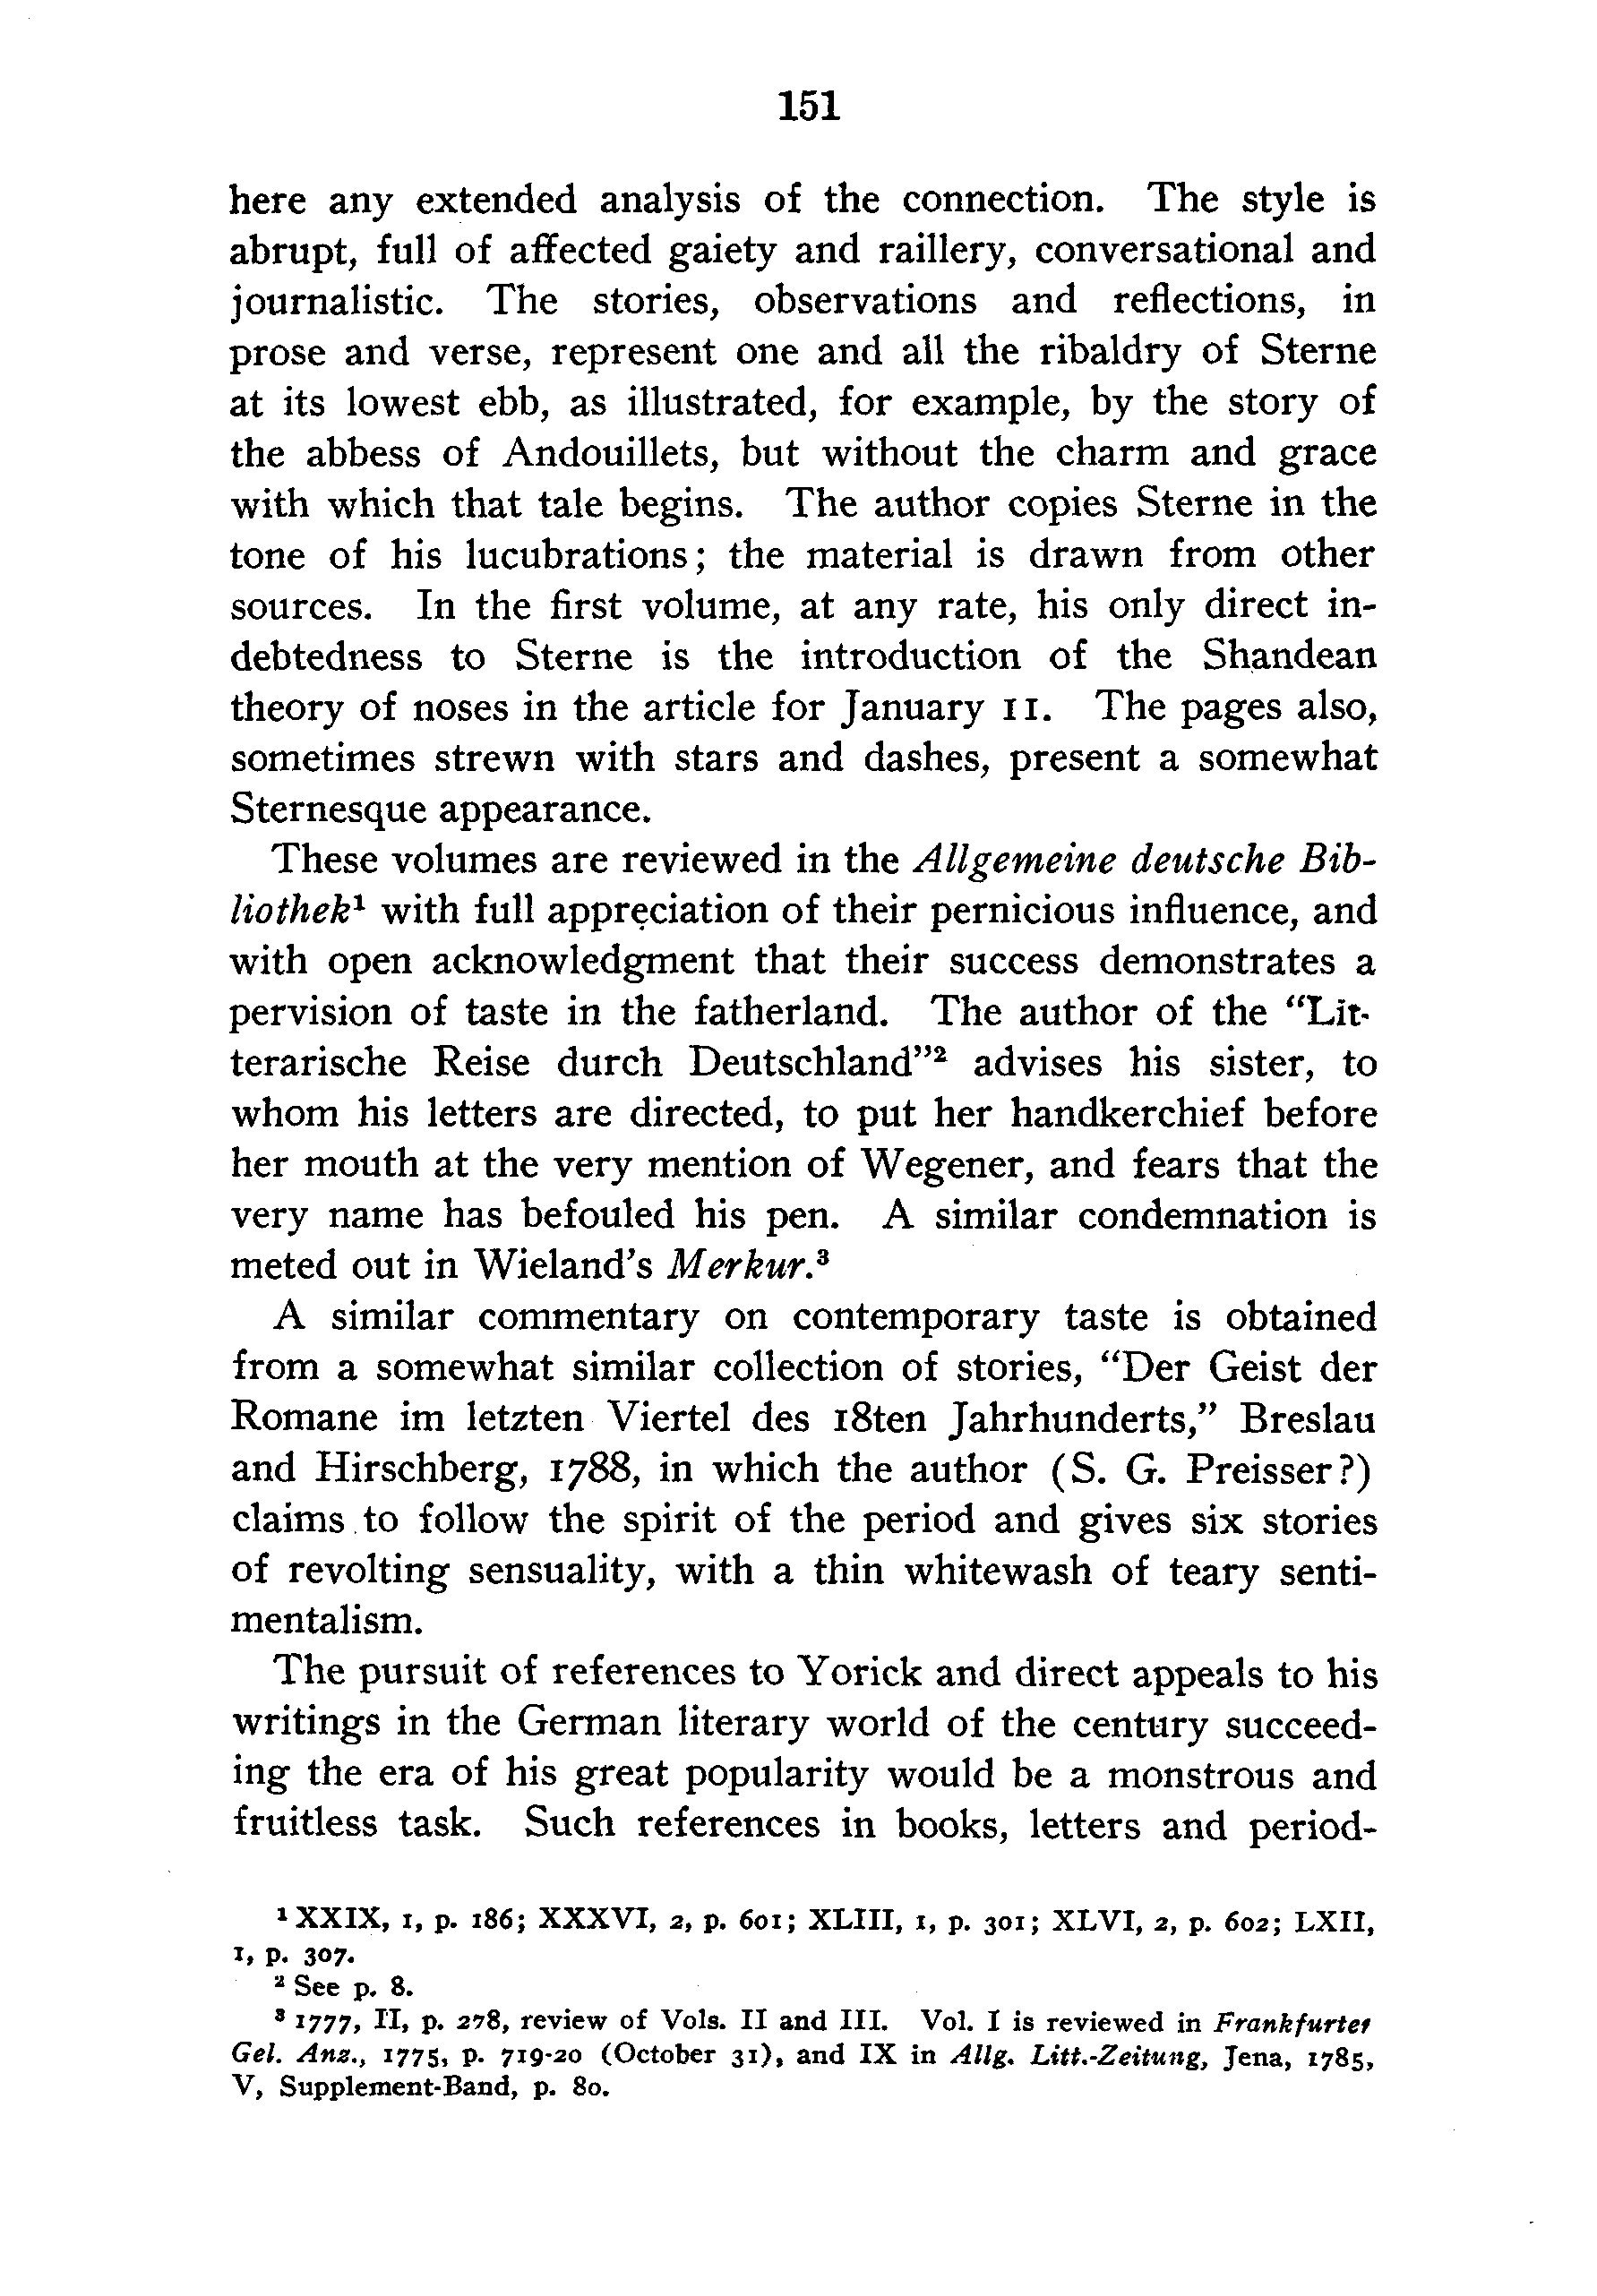 151
here any extended analysis of the connection. The style is
abrupt, full of affected gaiety and raillery, conversational and
journalistic. The stories, observations and reflections, in
prose and verse, represent one and all the ribaldry of Sterne
at its lowest ebb, as illustrated, for example, by the story of
the abbess of Andouillets, but without the charm and grace
with which that tale begins. The author copies Sterne in the
tone of his lucubrations; the material is drawn from other
sources. In the first volume, at any rate, his only direct in-
debtedness to Sterne is the introduction of the Shandean
theory of noses in the article for January 11. The pages also,
sometimes strewn with stars and dashes, present a somewhat
Sternesque appearance.
These volumes are reviewed in the Allgemeine deutsche Bib-
liothek¹ with full appreciation of their pernicious influence, and
with open acknowledgment that their success demonstrates a
pervision of taste in the fatherland. The author of the “Lit-
terarische Reise durch Deutschland”² advises his sister, to
whom his letters are directed, to put her handkerchief before
her mouth at the very mention of Wegener, and fears that the
very name has befouled his pen. A similar condemnation is
meted out in Wieland’s Merkur.³
A similar commentary on contemporary taste is obtained
from a somewhat similar collection of stories, “Der Geist der
Romane im letzten Viertel des 18ten Jahrhunderts,” Breslau
and Hirschberg, 1788, in which the author (S. G. Preisser?)
claims to follow the spirit of the period and gives six stories
of revolting sensuality, with a thin whitewash of teary senti-
mentalism.
The pursuit of references to Yorick and direct appeals to his
writings in the German literary world of the century succeed-
ing the era of his great popularity would be a monstrous and
fruitless task. Such references in books, letters and period-
¹ XXIX, 1, p. 186; XXXVI, 2, p. 601; XLIII, 1, p. 301; XLVI, 2, p. 602; LXII,
1, p. 307.
² See p. 8.
³ 1777, II, p. 278, review of Vols. II and III. Vol. I is reviewed in Frankfurter
Gel. Anz., 1775, p. 719-20 (October 31), and IX in Allg. Litt.-Zeitung, Jena, 1785,
V, Supplement-Band, p. 80.